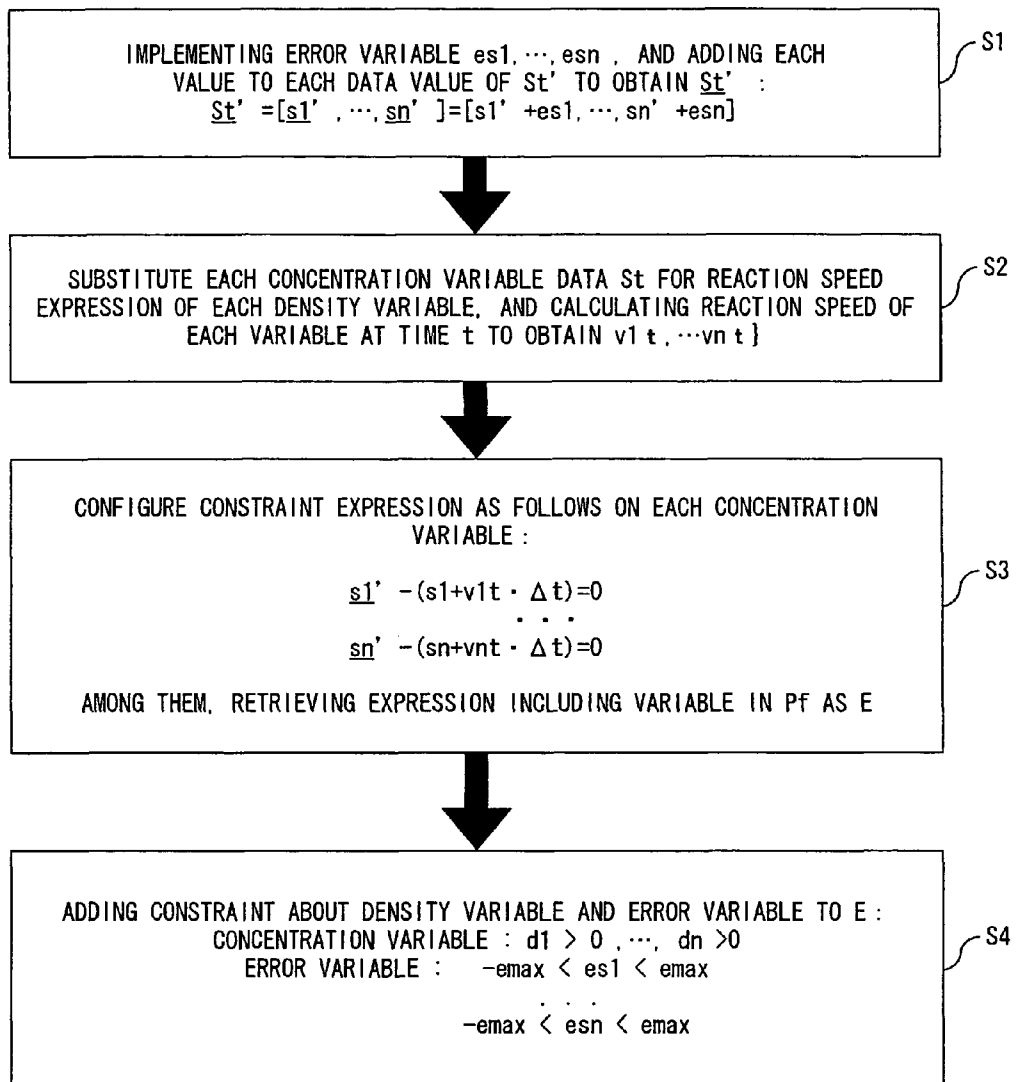 IMPLEMENTING ERROR VARIABLE es1,⋯,esn , AND ADDING EACH
VALUE TO EACH DATA VALUE OF St' TO OBTAIN St' :
St' =[s1' ,⋯, sn' ]=[s1' +es1,⋯, sn' +esn]
S1
SUBSTITUTE EACH CONCENTRATION VARIABLE DATA St FOR REACTION SPEED
EXPRESSION OF EACH DENSITY VARIABLE, AND CALCULATING REACTION SPEED OF
EACH VARIABLE AT TIME t TO OBTAIN v1 t, ⋯vn t}
S2
CONFIGURE CONSTRAINT EXPRESSION AS FOLLOWS ON EACH CONCENTRATION
VARIABLE :
s1' -(s1+v1t · Δt)=0
· · ·
sn' -(sn+vnt · Δt)=0
AMONG THEM, RETRIEVING EXPRESSION INCLUDING VARIABLE IN Pf AS E
S3
ADDING CONSTRAINT ABOUT DENSITY VARIABLE AND ERROR VARIABLE TO E :
CONCENTRATION VARIABLE : d1 > 0 ,⋯, dn >0
ERROR VARIABLE : -emax < es1 < emax
. . .
-emax < esn < emax
S4